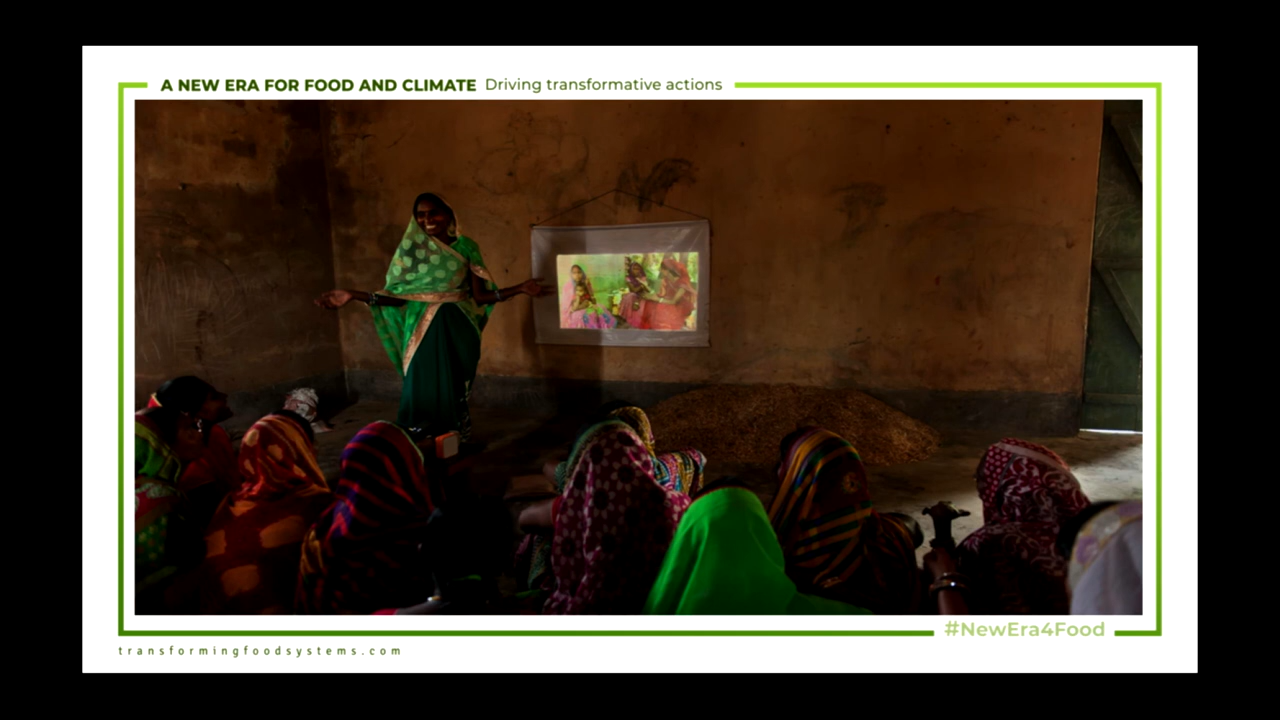 A NEW ERA FOR FOOD AND CLIMATE Driving transformative actions
#NewEra4Food
transformingfoodsystems.com